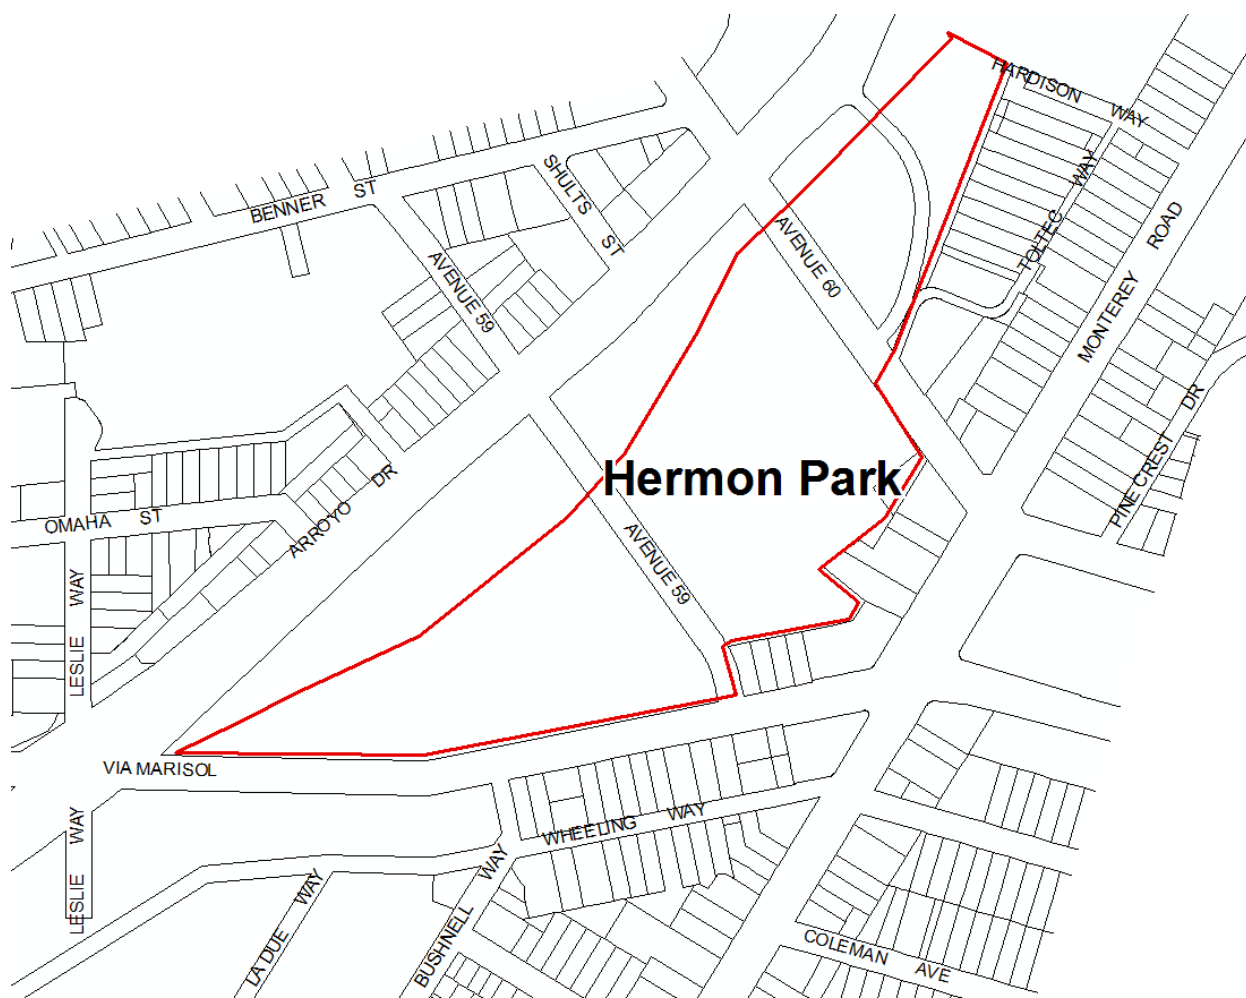 HARDISON WAY
BENNER ST
SHULTS ST
AVENUE 59
AVENUE 60
TOLTEC WAY
MONTEREY ROAD
PINE CREST DR
Hermon Park
OMAHA ST
ARROYO DR
AVENUE 59
LESLIE WAY
VIA MARISOL
LESLIE WAY
WHEELING WAY
LA DUE WAY
BUSHNELL WAY
COLEMAN AVE